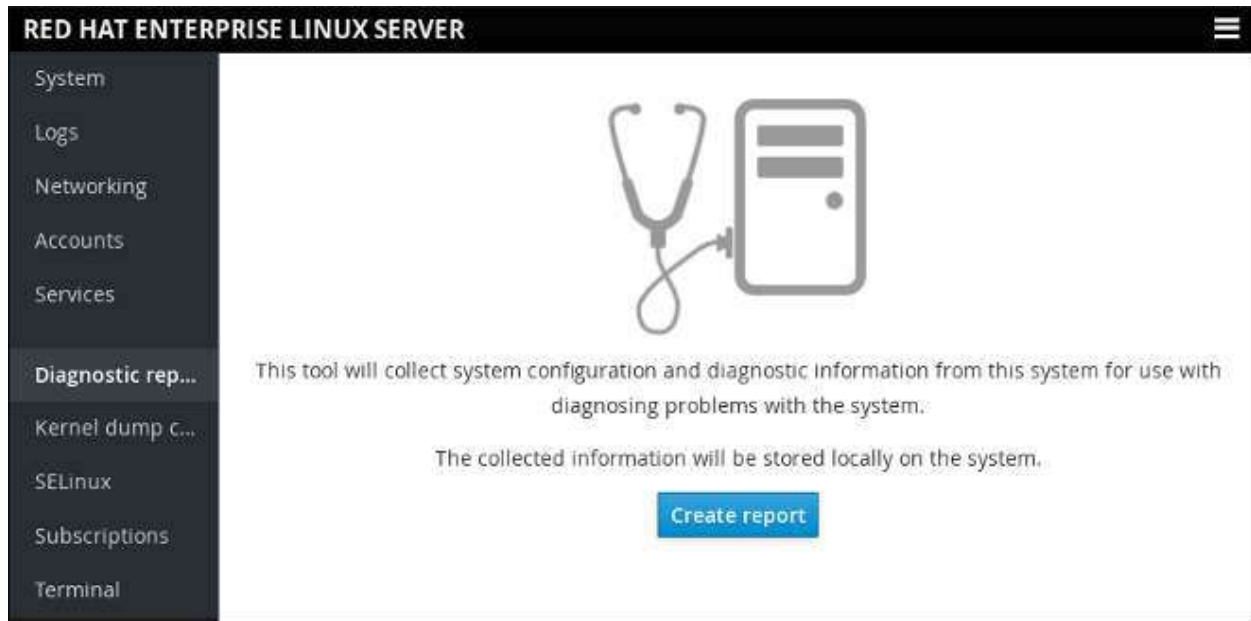 RED HAT ENTERPRISE LINUX SERVER
System
Logs
Networking
Accounts
Services
Diagnostic rep...
Kernel dump c...
SELinux
Subscriptions
Terminal
This tool will collect system configuration and diagnostic information from this system for use with
diagnosing problems with the system.
The collected information will be stored locally on the system.
Create report